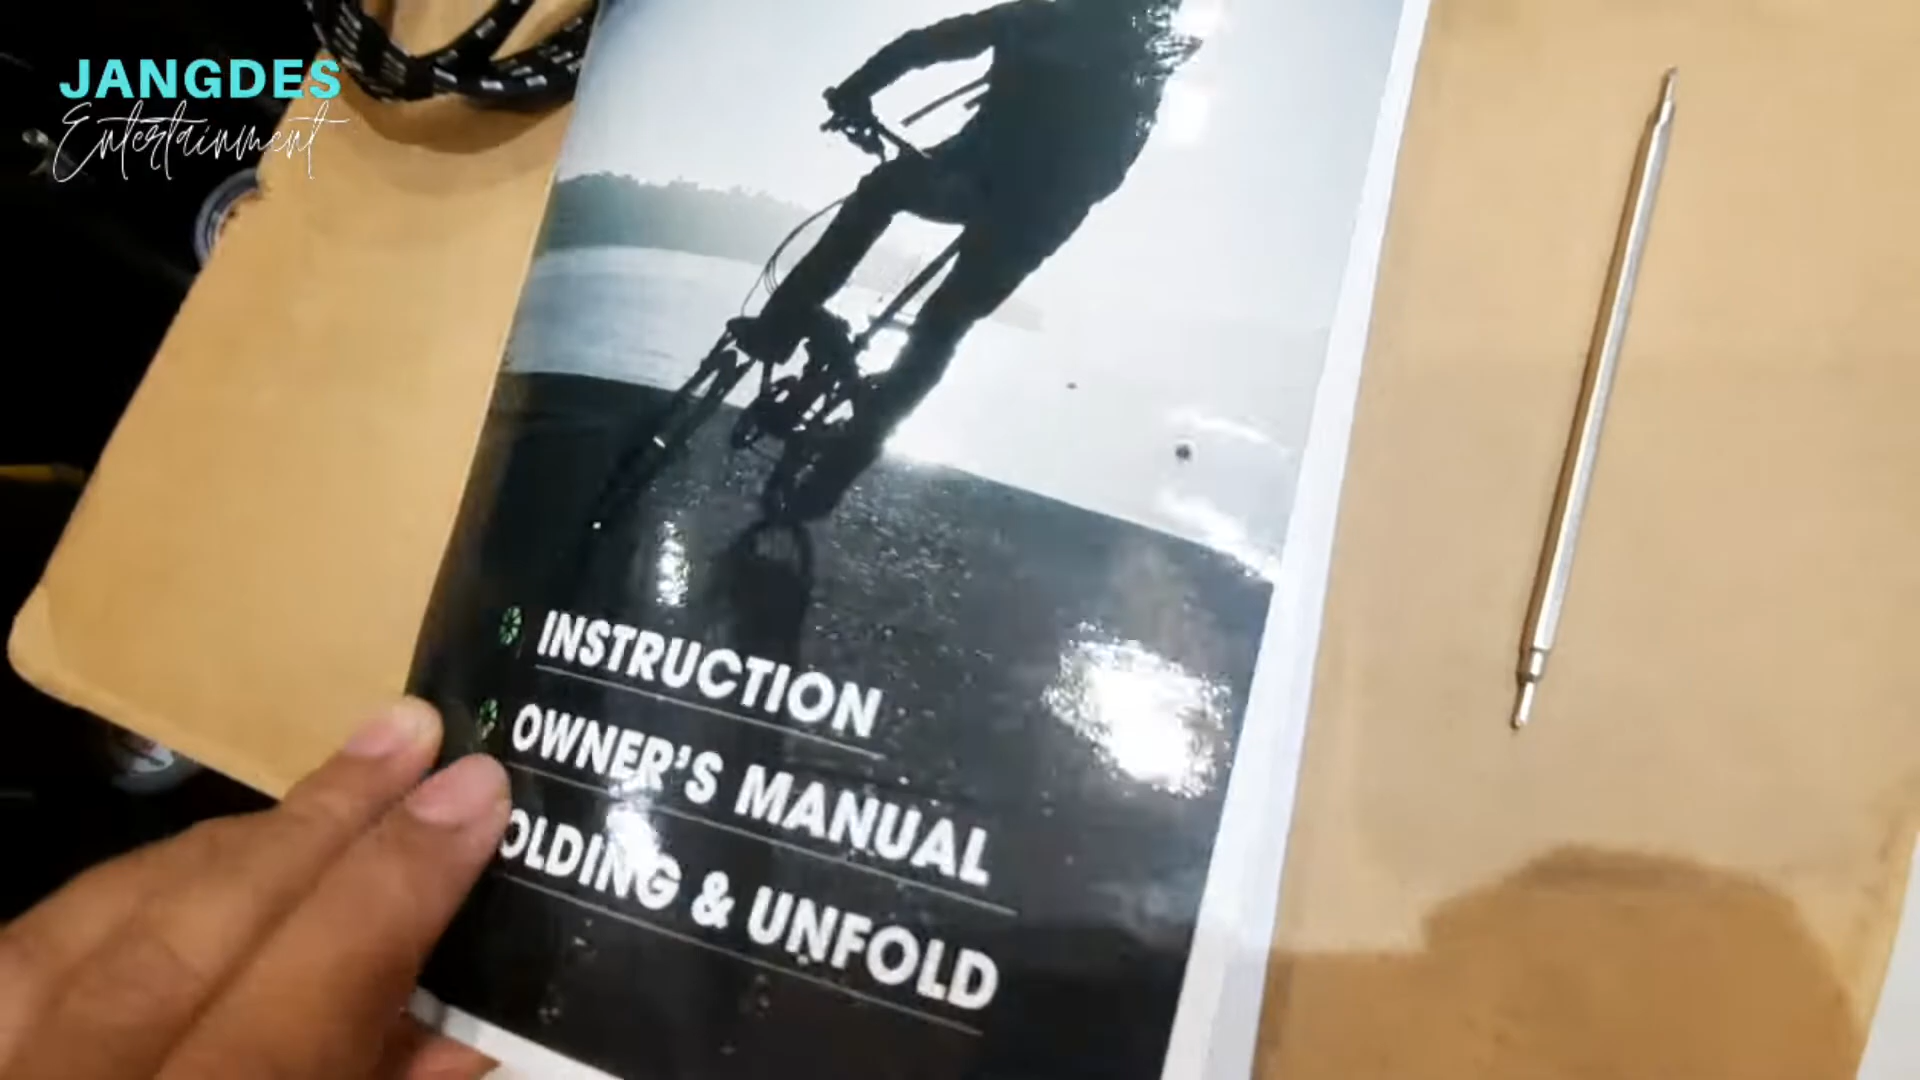 JANGDES
Entertainment
INSTRUCTION
OWNER'S MANUAL
OLDING & UNFOLD